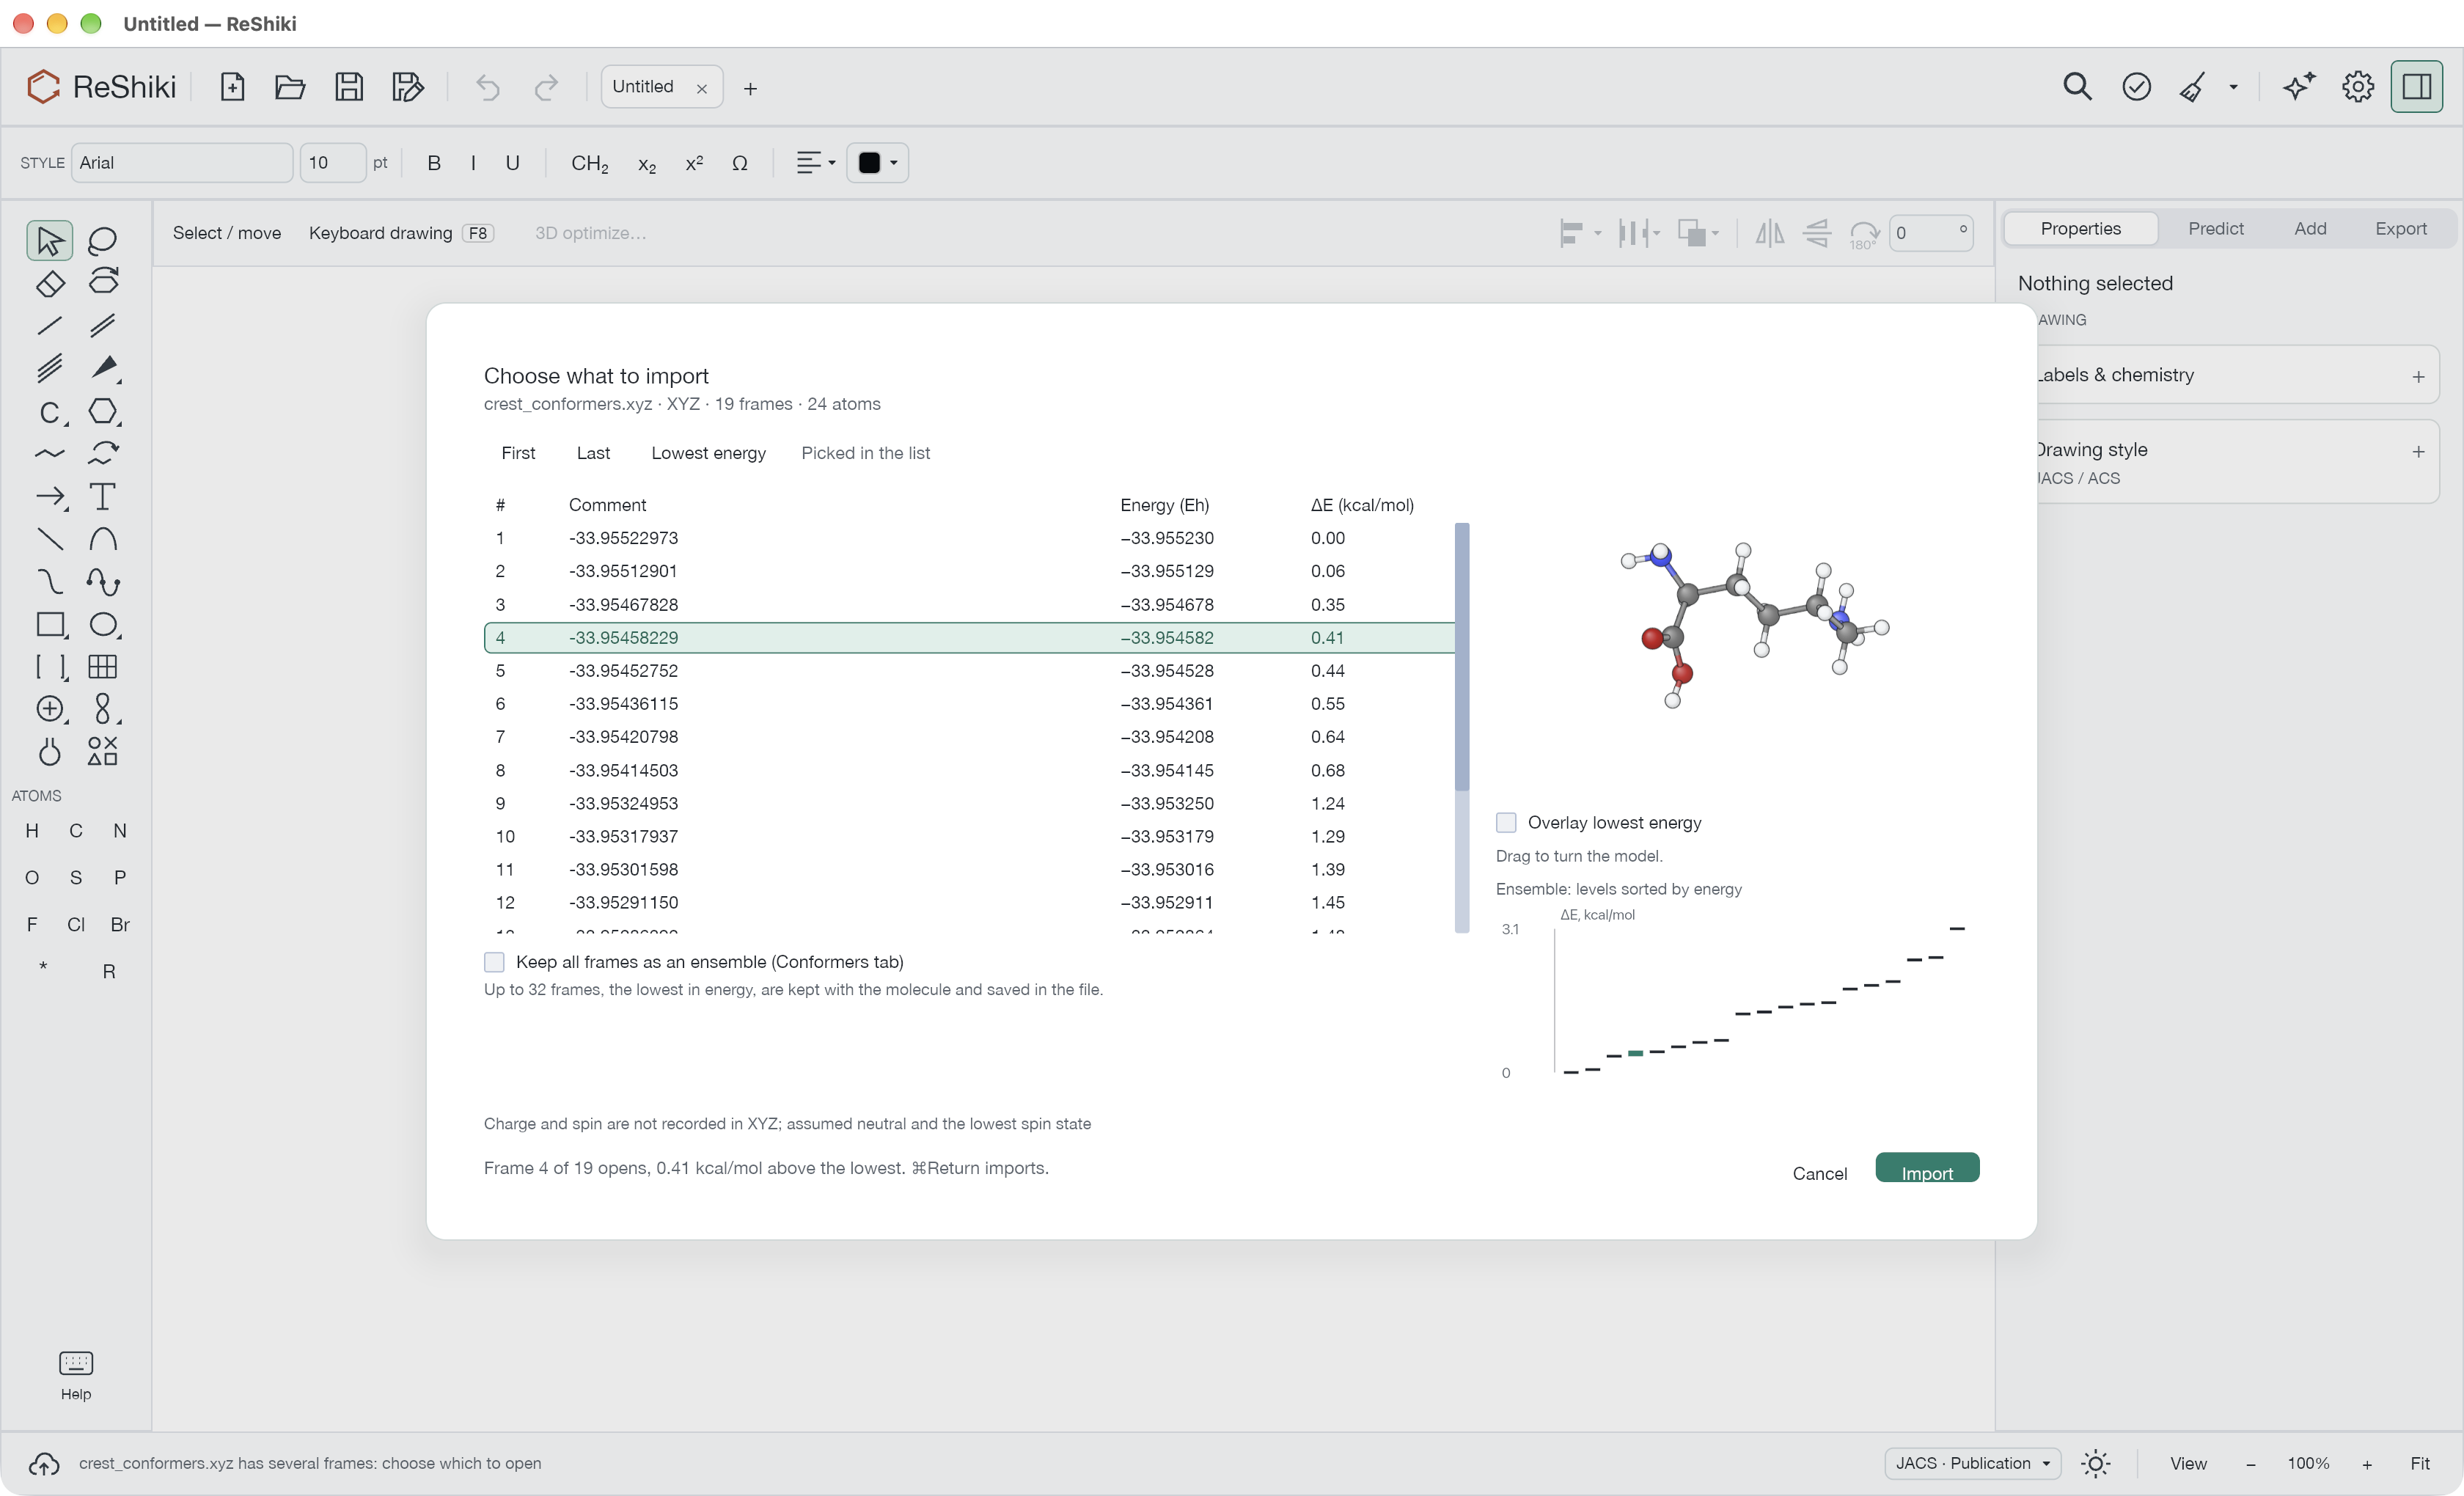 Untitled — ReShiki
ReShiki
Untitled × +
STYLE Arial 10 pt B I U CH₂ x₂ x² Ω
Select / move Keyboard drawing F8 3D optimize… 180° 0 °
Properties Predict Add Export
Nothing selected
AWING
Labels & chemistry +
Drawing style +
JACS / ACS
C
T
ATOMS
H C N
O S P
F Cl Br
* R
Help
Choose what to import
crest_conformers.xyz · XYZ · 19 frames · 24 atoms
First Last Lowest energy Picked in the list
# Comment Energy (Eh) ΔE (kcal/mol)
1 -33.95522973 −33.955230 0.00
2 -33.95512901 −33.955129 0.06
3 -33.95467828 −33.954678 0.35
4 -33.95458229 −33.954582 0.41
5 -33.95452752 −33.954528 0.44
6 -33.95436115 −33.954361 0.55
7 -33.95420798 −33.954208 0.64
8 -33.95414503 −33.954145 0.68
9 -33.95324953 −33.953250 1.24
10 -33.95317937 −33.953179 1.29
11 -33.95301598 −33.953016 1.39
12 -33.95291150 −33.952911 1.45
Keep all frames as an ensemble (Conformers tab)
Up to 32 frames, the lowest in energy, are kept with the molecule and saved in the file.
Overlay lowest energy
Drag to turn the model.
Ensemble: levels sorted by energy
ΔE, kcal/mol
3.1
0
Charge and spin are not recorded in XYZ; assumed neutral and the lowest spin state
Frame 4 of 19 opens, 0.41 kcal/mol above the lowest. ⌘Return imports.
Cancel Import
crest_conformers.xyz has several frames: choose which to open
JACS · Publication View − 100% + Fit